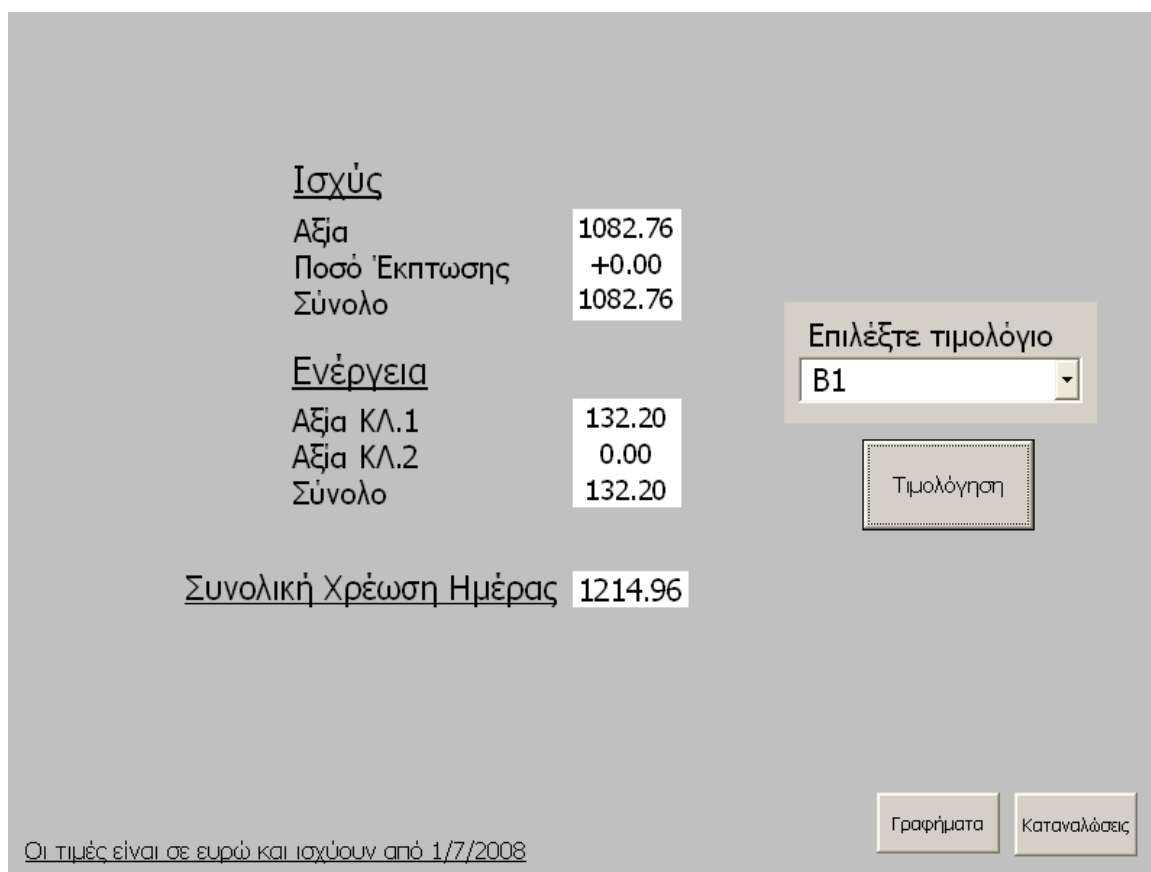 Ισχύς
Αξία 1082.76
Ποσό Έκπτωσης +0.00
Σύνολο 1082.76
Επιλέξτε τιμολόγιο
B1
Ενέργεια
Αξία ΚΛ.1 132.20
Αξία ΚΛ.2 0.00
Σύνολο 132.20
Τιμολόγηση
Συνολική Χρέωση Ημέρας 1214.96
Γραφήματα
Καταναλώσεις
Οι τιμές είναι σε ευρώ και ισχύουν από 1/7/2008